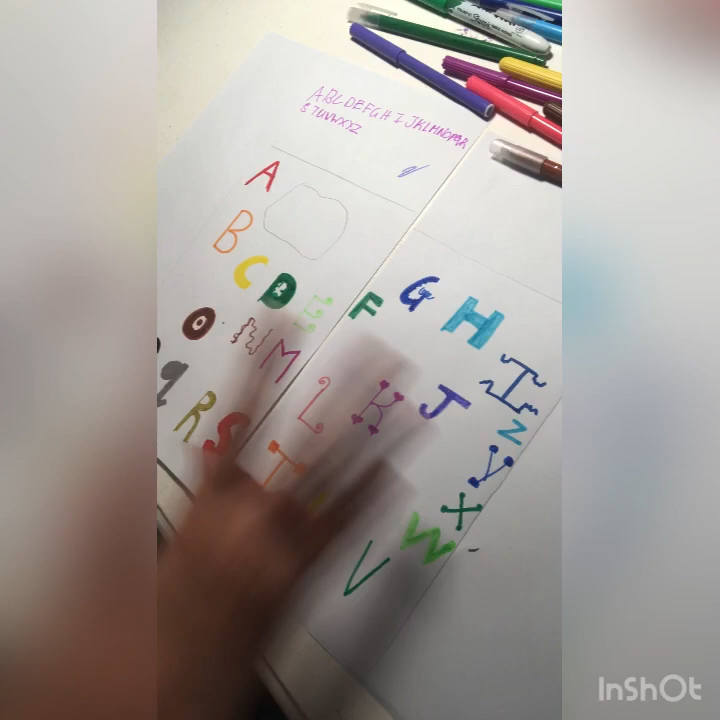 ABCDEFGHIJKLMNOPQR
STUVWXYZ
A
B
C D E F G H I
O N M L K J Z
q R S T V W X Y
InShOt